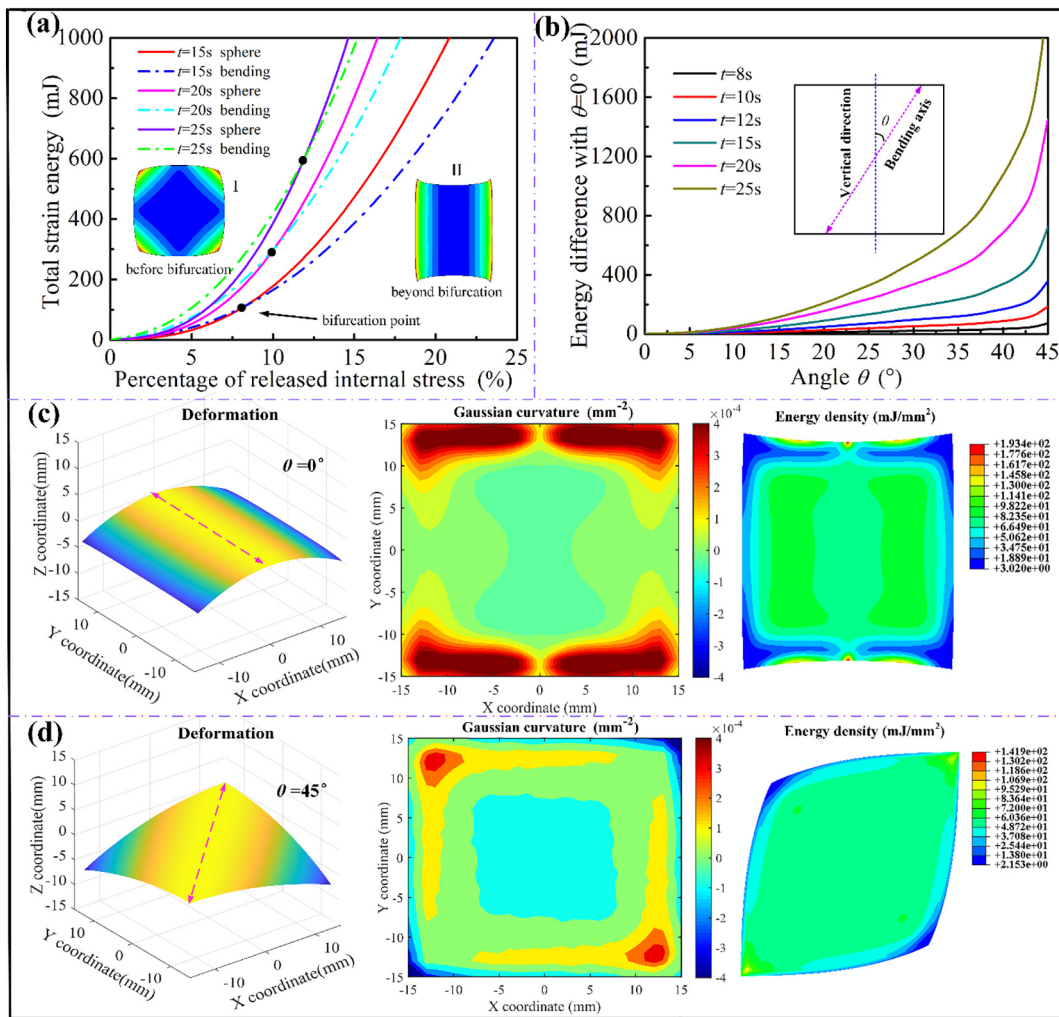 (a)
1000
800
600
400
200
0
Total strain energy (mJ)
t=15s sphere
t=15s bending
t=20s sphere
t=20s bending
t=25s sphere
t=25s bending
I
before bifurcation
II
beyond bifurcation
bifurcation point
0 5 10 15 20 25
Percentage of released internal stress (%)
(b)
2000
1600
1200
800
400
0
Energy difference with θ=0° (mJ)
t=8s
t=10s
t=12s
t=15s
t=20s
t=25s
Vertical direction
θ
Bending axis
0 5 10 15 20 25 30 35 40 45
Angle θ (°)
(c)
Deformation
θ =0°
15
10
5
0
-5
-10
-15
Z coordinate(mm)
10
0
-10
Y coordinate(mm)
-10
0
10
X coordinate(mm)
Gaussian curvature (mm-2)
×10-4
15
10
5
0
-5
-10
-15
Y coordinate (mm)
-15 -10 -5 0 5 10 15
X coordinate (mm)
4
3
2
1
0
-1
-2
-3
-4
Energy density (mJ/mm2)
+1.934e+02
+1.776e+02
+1.617e+02
+1.458e+02
+1.300e+02
+1.141e+02
+9.822e+01
+8.235e+01
+6.649e+01
+5.062e+01
+3.475e+01
+1.889e+01
+3.020e+00
(d)
Deformation
θ =45°
15
10
5
0
-5
-10
-15
Z coordinate(mm)
10
0
-10
Y coordinate(mm)
-10
0
10
X coordinate(mm)
Gaussian curvature (mm-2)
×10-4
15
10
5
0
-5
-10
-15
Y coordinate (mm)
-15 -10 -5 0 5 10 15
X coordinate (mm)
4
3
2
1
0
-1
-2
-3
-4
Energy density (mJ/mm2)
+1.419e+02
+1.302e+02
+1.186e+02
+1.069e+02
+9.529e+01
+8.364e+01
+7.200e+01
+6.036e+01
+4.872e+01
+3.708e+01
+2.544e+01
+1.380e+01
+2.153e+00